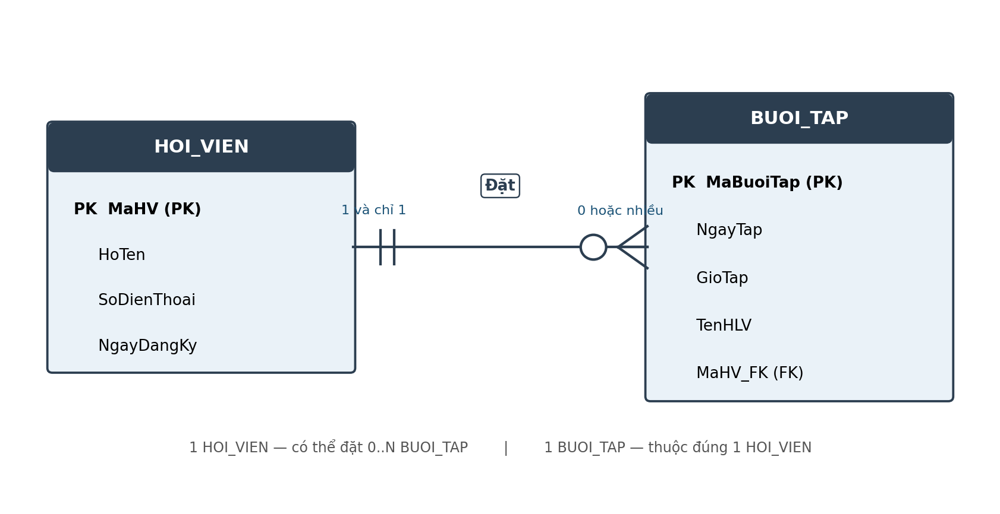 HOI_VIEN
PK  MaHV (PK)
HoTen
SoDienThoai
NgayDangKy
Đặt
1 và chỉ 1
0 hoặc nhiều
BUOI_TAP
PK  MaBuoiTap (PK)
NgayTap
GioTap
TenHLV
MaHV_FK (FK)
1 HOI_VIEN — có thể đặt 0..N BUOI_TAP | 1 BUOI_TAP — thuộc đúng 1 HOI_VIEN